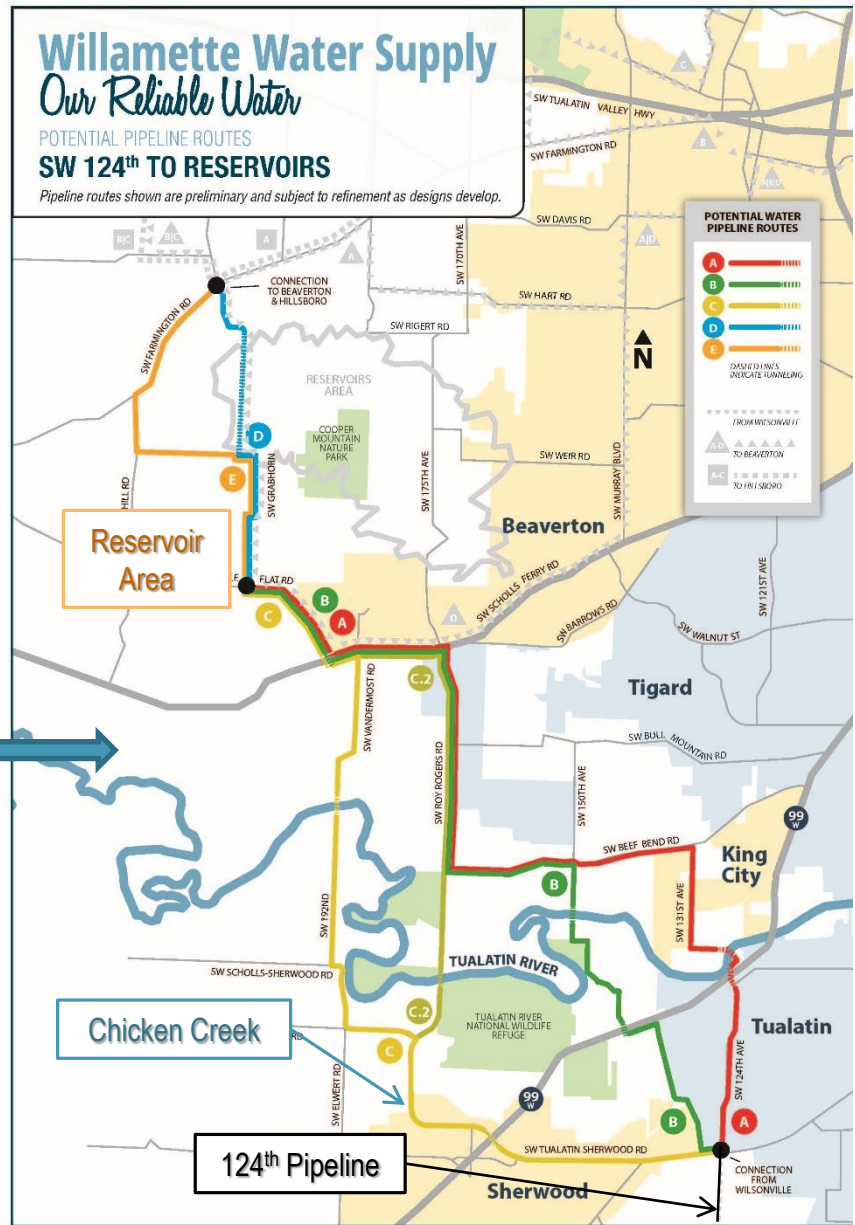 Willamette Water Supply
Our Reliable Water
POTENTIAL PIPELINE ROUTES
SW 124th TO RESERVOIRS
Pipeline routes shown are preliminary and subject to refinement as designs develop.
C
SW TUALATIN VALLEY HWY
B
SW FARMINGTON RD
A|B|D
SW 170TH AVE
SW DAVIS RD
B|C
B|C
A
A
A|D
POTENTIAL WATER
PIPELINE ROUTES
A
B
C
D
E
DASHED LINES
INDICATE TUNNELING
FROM WILSONVILLE
A-D
TO BEAVERTON
A-C
TO HILLSBORO
CONNECTION
TO BEAVERTON
& HILLSBORO
SW HART RD
SW FARMINGTON RD
SW RIGERT RD
N
RESERVOIRS
AREA
COOPER
MOUNTAIN
NATURE
PARK
D
SW WEIR RD
E
SW GRABHORN
SW 175TH AVE
SW MURRAY BLVD
HILL RD
Beaverton
Reservoir
Area
FLAT RD
C
B
A
D
SW SCHOLLS FERRY RD
SW BARROWS RD
SW 121ST AVE
SW WALNUT ST
C.2
Tigard
SW VANDERMOST RD
SW ROY ROGERS RD
SW BULL MOUNTAIN RD
SW 150TH AVE
99
W
SW BEEF BEND RD
King
City
B
SW 131ST AVE
SW 192ND
TUALATIN RIVER
SW SCHOLLS-SHERWOOD RD
TUALATIN RIVER
NATIONAL WILDLIFE
REFUGE
Tualatin
Chicken Creek
C.2
C
SW ELWERT RD
SW 124TH AVE
99
W
B
A
SW TUALATIN SHERWOOD RD
124th Pipeline
CONNECTION
FROM
WILSONVILLE
Sherwood